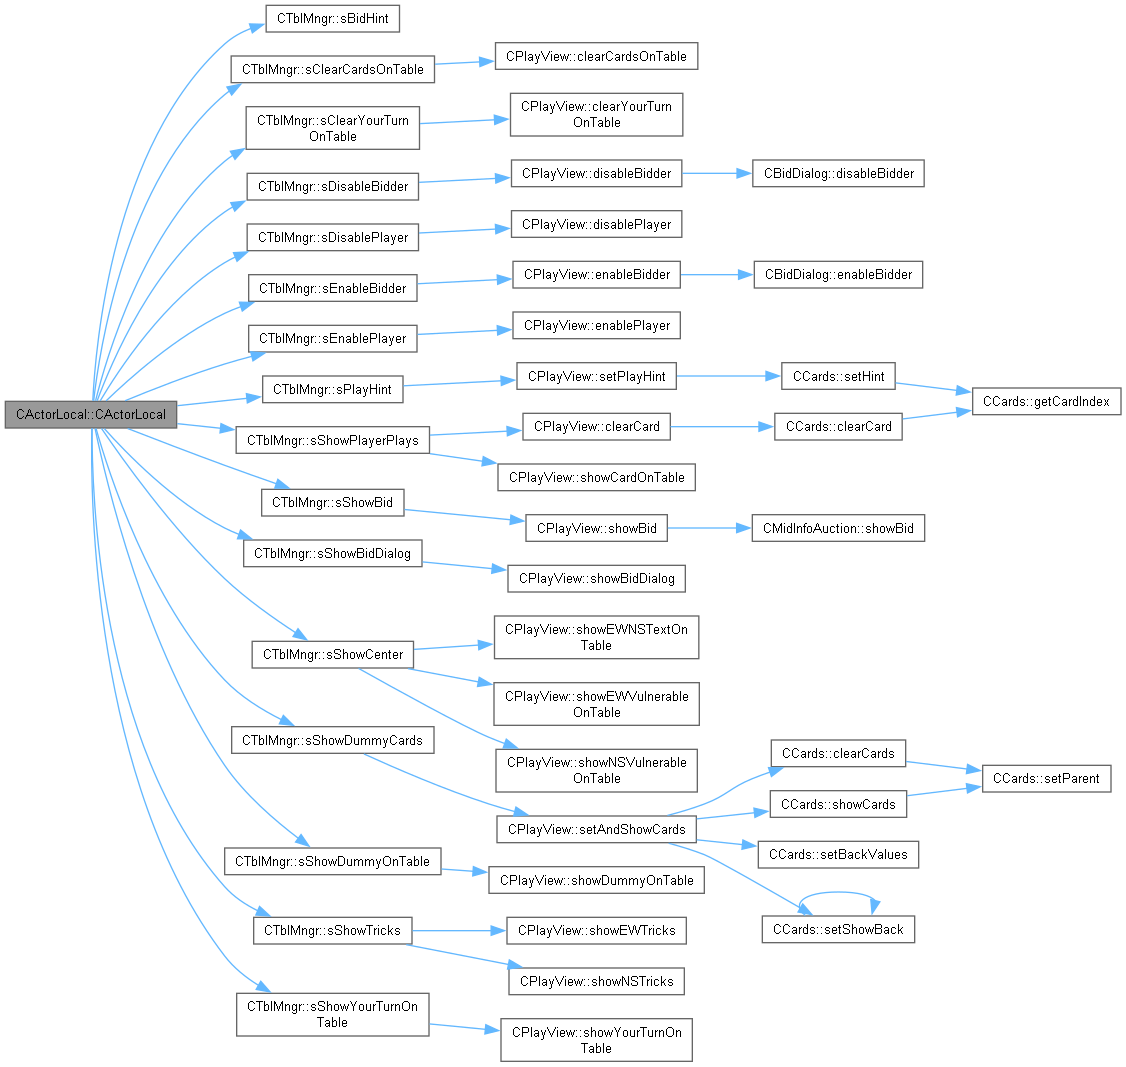 CTblMngr::sBidHint
CTblMngr::sClearCardsOnTable
CPlayView::clearCardsOnTable
CTblMngr::sClearYourTurn
OnTable
CPlayView::clearYourTurn
OnTable
CTblMngr::sDisableBidder
CPlayView::disableBidder
CBidDialog::disableBidder
CTblMngr::sDisablePlayer
CPlayView::disablePlayer
CTblMngr::sEnableBidder
CPlayView::enableBidder
CBidDialog::enableBidder
CTblMngr::sEnablePlayer
CPlayView::enablePlayer
CTblMngr::sPlayHint
CPlayView::setPlayHint
CCards::setHint
CCards::getCardIndex
CActorLocal::CActorLocal
CTblMngr::sShowPlayerPlays
CPlayView::clearCard
CCards::clearCard
CPlayView::showCardOnTable
CTblMngr::sShowBid
CPlayView::showBid
CMidInfoAuction::showBid
CTblMngr::sShowBidDialog
CPlayView::showBidDialog
CTblMngr::sShowCenter
CPlayView::showEWNSTextOn
Table
CPlayView::showEWVulnerable
OnTable
CPlayView::showNSVulnerable
OnTable
CTblMngr::sShowDummyCards
CPlayView::setAndShowCards
CCards::clearCards
CCards::setParent
CCards::showCards
CCards::setBackValues
CCards::setShowBack
CTblMngr::sShowDummyOnTable
CPlayView::showDummyOnTable
CTblMngr::sShowTricks
CPlayView::showEWTricks
CPlayView::showNSTricks
CTblMngr::sShowYourTurnOn
Table
CPlayView::showYourTurnOn
Table